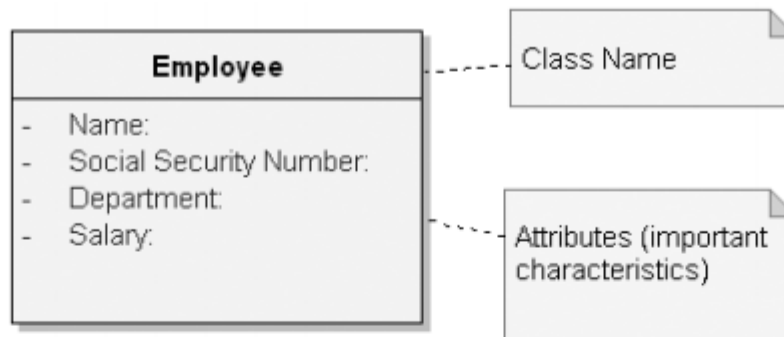 Employee
Class Name
- Name:
- Social Security Number:
- Department:
- Salary:
Attributes (important
characteristics)